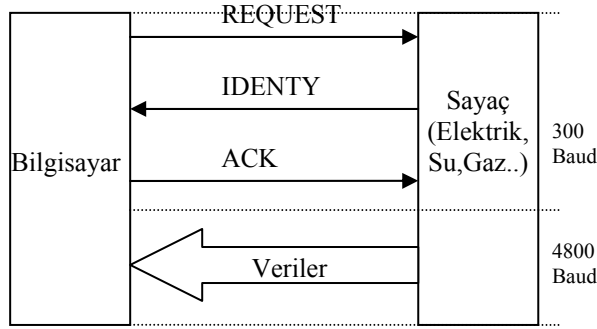 REQUEST
IDENTY
Bilgisayar
ACK
Sayaç
(Elektrik,
Su,Gaz..)
300
Baud
Veriler
4800
Baud